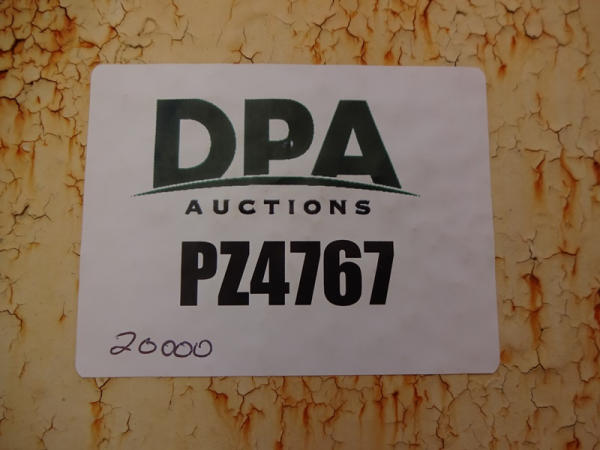 DPA
AUCTIONS
PZ4767
20000